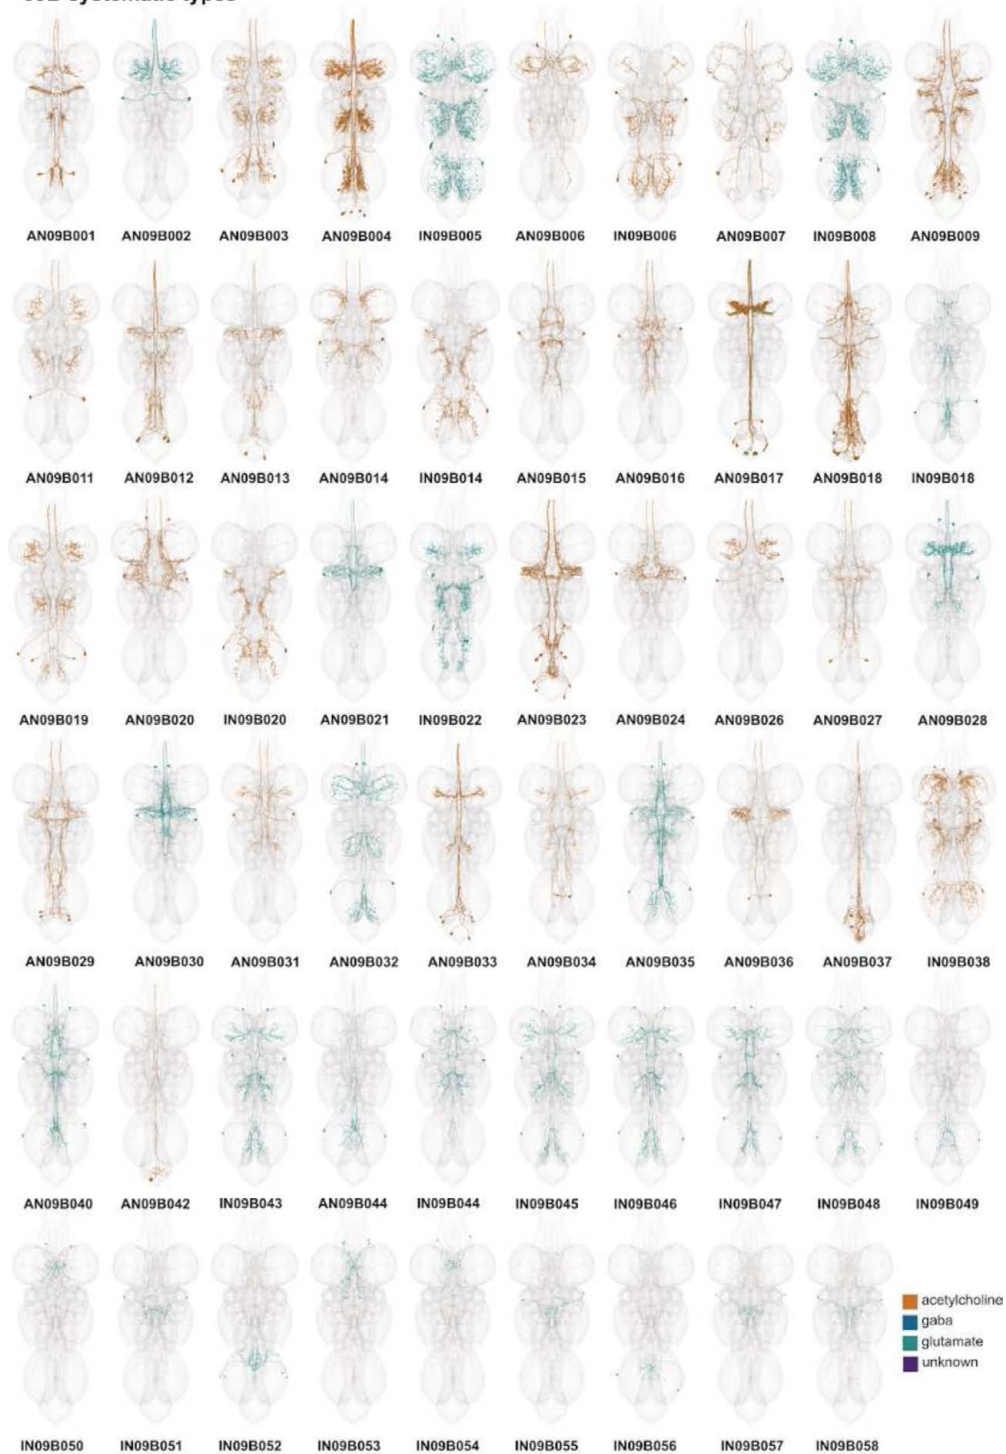 AN09B001 AN09B002 AN09B003 AN09B004 IN09B005 AN09B006 IN09B006 AN09B007 IN09B008 AN09B009
AN09B011 AN09B012 AN09B013 AN09B014 IN09B014 AN09B015 AN09B016 AN09B017 AN09B018 IN09B018
AN09B019 AN09B020 IN09B020 AN09B021 IN09B022 AN09B023 AN09B024 AN09B026 AN09B027 AN09B028
AN09B029 AN09B030 AN09B031 AN09B032 AN09B033 AN09B034 AN09B035 AN09B036 AN09B037 IN09B038
AN09B040 AN09B042 IN09B043 AN09B044 IN09B044 IN09B045 IN09B046 IN09B047 IN09B048 IN09B049
acetylcholine
gaba
glutamate
unknown
IN09B050 IN09B051 IN09B052 IN09B053 IN09B054 IN09B055 IN09B056 IN09B057 IN09B058